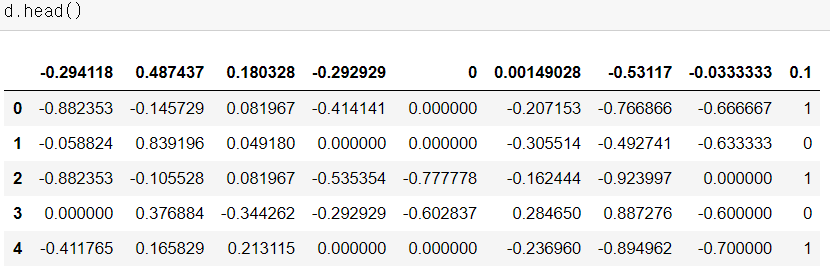 d.head()
-0.294118 0.487437 0.180328 -0.292929 0 0.00149028 -0.53117 -0.0333333 0.1
0 -0.882353 -0.145729 0.081967 -0.414141 0.000000 -0.207153 -0.766866 -0.666667 1
1 -0.058824 0.839196 0.049180 0.000000 0.000000 -0.305514 -0.492741 -0.633333 0
2 -0.882353 -0.105528 0.081967 -0.535354 -0.777778 -0.162444 -0.923997 0.000000 1
3 0.000000 0.376884 -0.344262 -0.292929 -0.602837 0.284650 0.887276 -0.600000 0
4 -0.411765 0.165829 0.213115 0.000000 0.000000 -0.236960 -0.894962 -0.700000 1